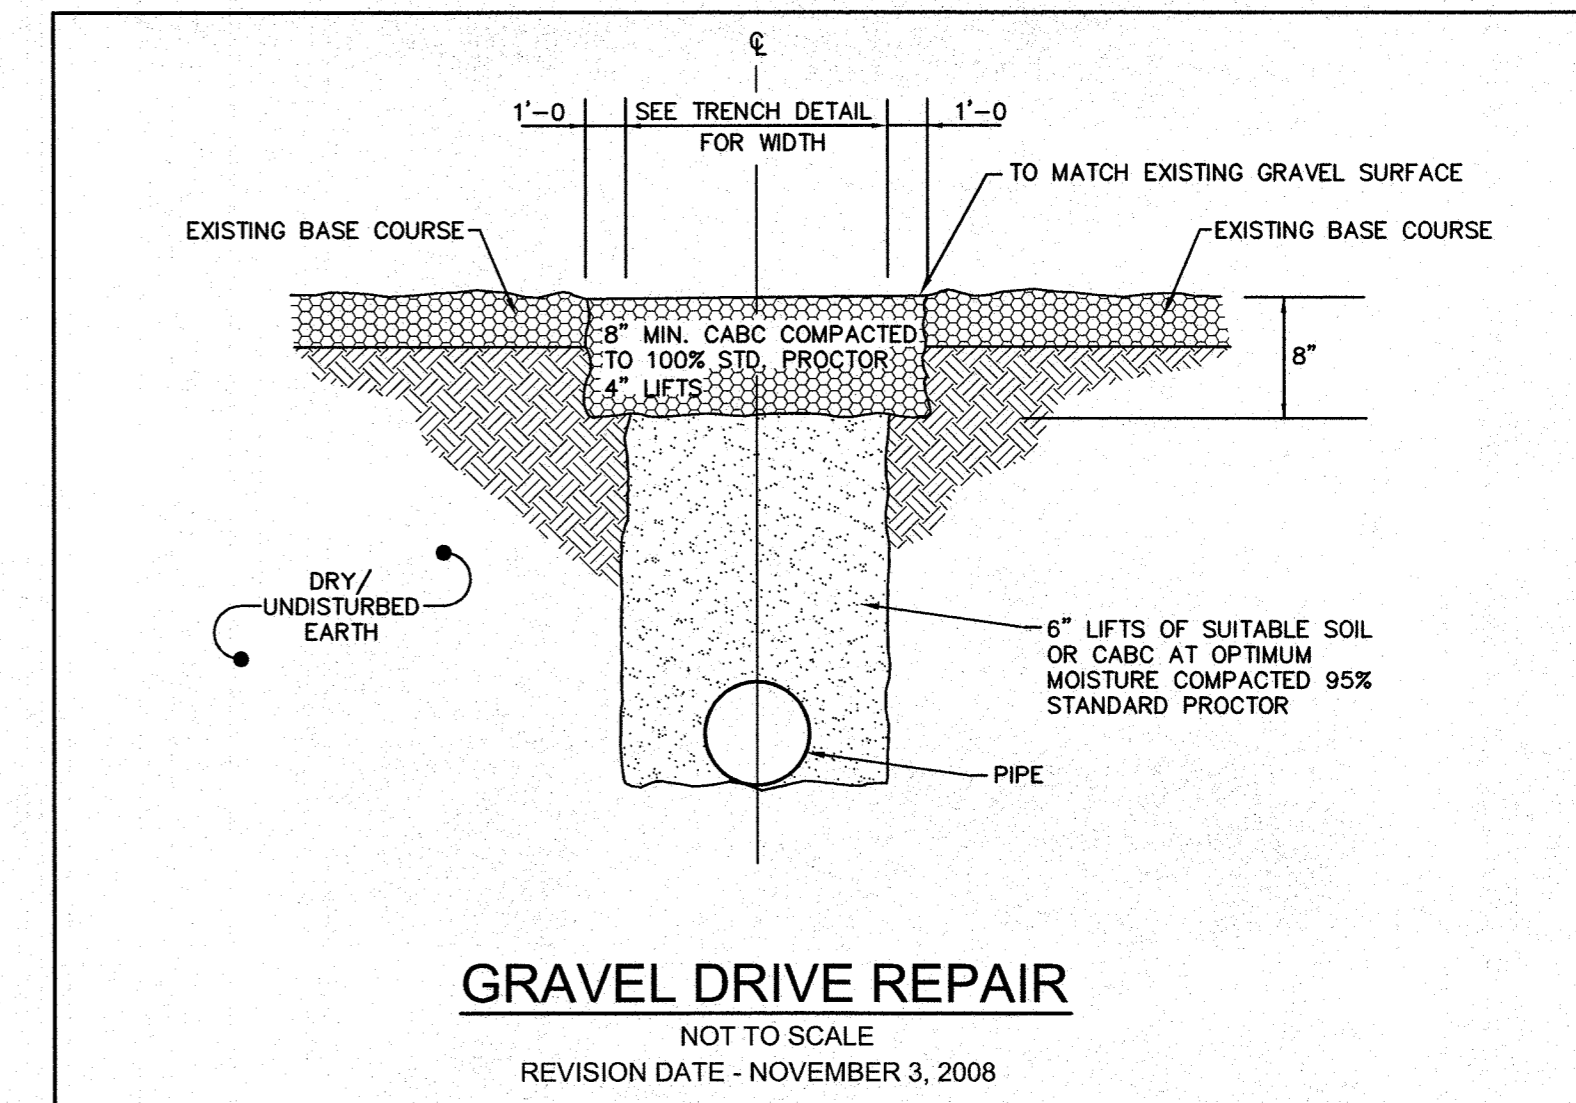 ℄
1'-0 SEE TRENCH DETAIL 1'-0
FOR WIDTH
TO MATCH EXISTING GRAVEL SURFACE
EXISTING BASE COURSE
EXISTING BASE COURSE
8" MIN. CABC COMPACTED
TO 100% STD. PROCTOR
4" LIFTS
8"
DRY/
UNDISTURBED
EARTH
6" LIFTS OF SUITABLE SOIL
OR CABC AT OPTIMUM
MOISTURE COMPACTED 95%
STANDARD PROCTOR
PIPE
GRAVEL DRIVE REPAIR
NOT TO SCALE
REVISION DATE - NOVEMBER 3, 2008